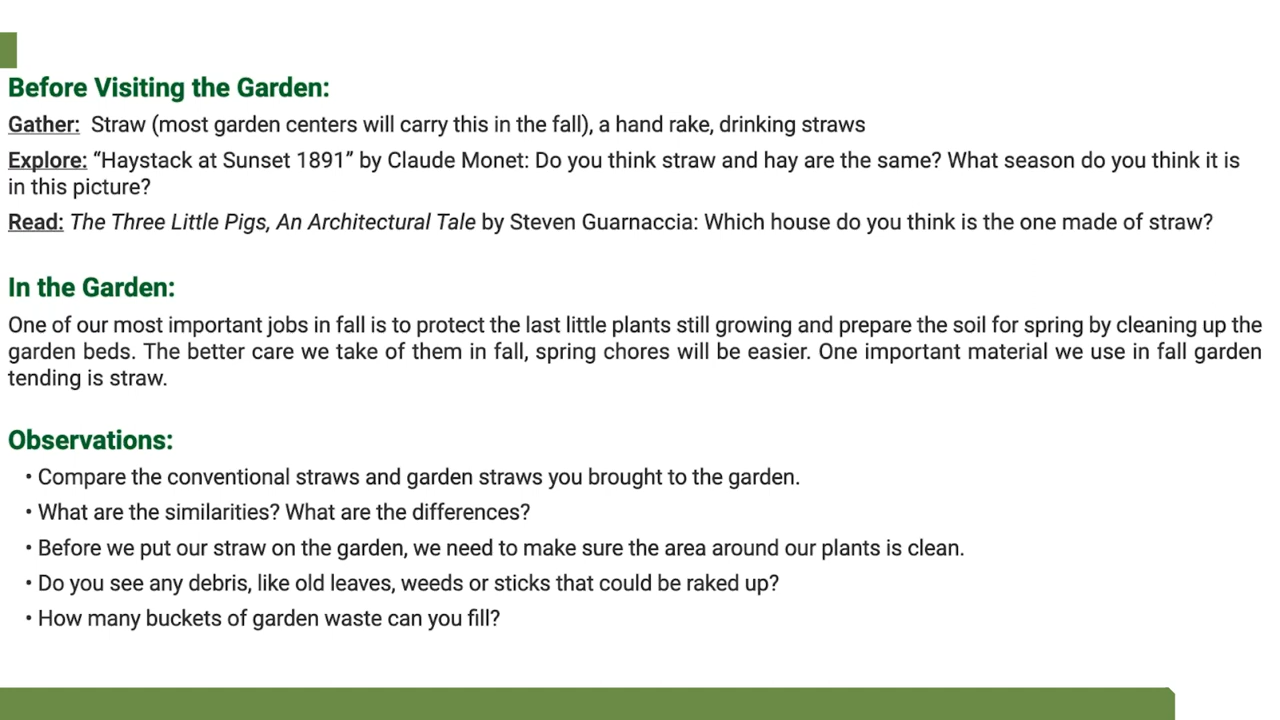 Before Visiting the Garden:
Gather: Straw (most garden centers will carry this in the fall), a hand rake, drinking straws
Explore: “Haystack at Sunset 1891” by Claude Monet: Do you think straw and hay are the same? What season do you think it is
in this picture?
Read: The Three Little Pigs, An Architectural Tale by Steven Guarnaccia: Which house do you think is the one made of straw?
In the Garden:
One of our most important jobs in fall is to protect the last little plants still growing and prepare the soil for spring by cleaning up the
garden beds. The better care we take of them in fall, spring chores will be easier. One important material we use in fall garden
tending is straw.
Observations:
• Compare the conventional straws and garden straws you brought to the garden.
• What are the similarities? What are the differences?
• Before we put our straw on the garden, we need to make sure the area around our plants is clean.
• Do you see any debris, like old leaves, weeds or sticks that could be raked up?
• How many buckets of garden waste can you fill?